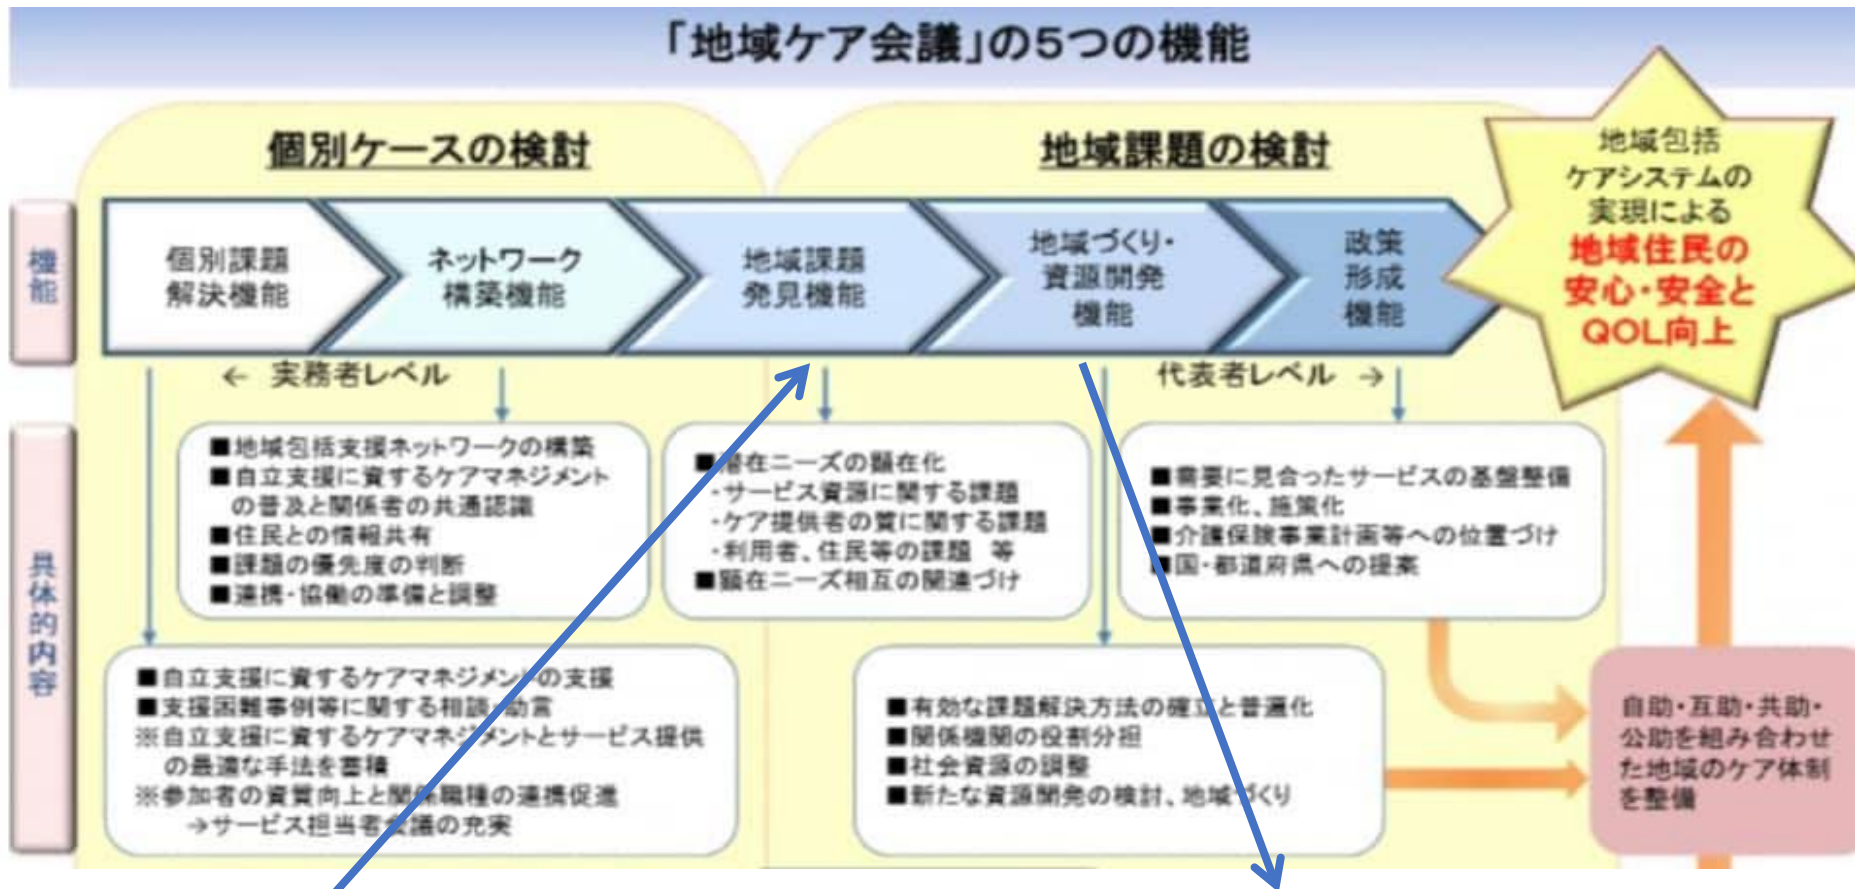 「地域ケア会議」の5つの機能
個別ケースの検討
地域課題の検討
地域包括
ケアシステムの
実現による
地域住民の
安心・安全と
QOL向上
機能
個別課題
解決機能
ネットワーク
構築機能
地域課題
発見機能
地域づくり・
資源開発
機能
政策
形成
機能
← 実務者レベル
代表者レベル →
具体的内容
■地域包括支援ネットワークの構築
■自立支援に資するケアマネジメント
の普及と関係者の共通認識
■住民との情報共有
■課題の優先度の判断
■連携・協働の準備と調整
■潜在ニーズの顕在化
・サービス資源に関する課題
・ケア提供者の質に関する課題
・利用者、住民等の課題 等
■顕在ニーズ相互の関連づけ
■需要に見合ったサービスの基盤整備
■事業化、施策化
■介護保険事業計画等への位置づけ
■国・都道府県への提案
■自立支援に資するケアマネジメントの支援
■支援困難事例等に関する相談・助言
※自立支援に資するケアマネジメントとサービス提供
の最適な手法を蓄積
※参加者の資質向上と関係職種の連携促進
→サービス担当者会議の充実
■有効な課題解決方法の確立と普遍化
■関係機関の役割分担
■社会資源の調整
■新たな資源開発の検討、地域づくり
自助・互助・共助・
公助を組み合わせ
た地域のケア体制
を整備